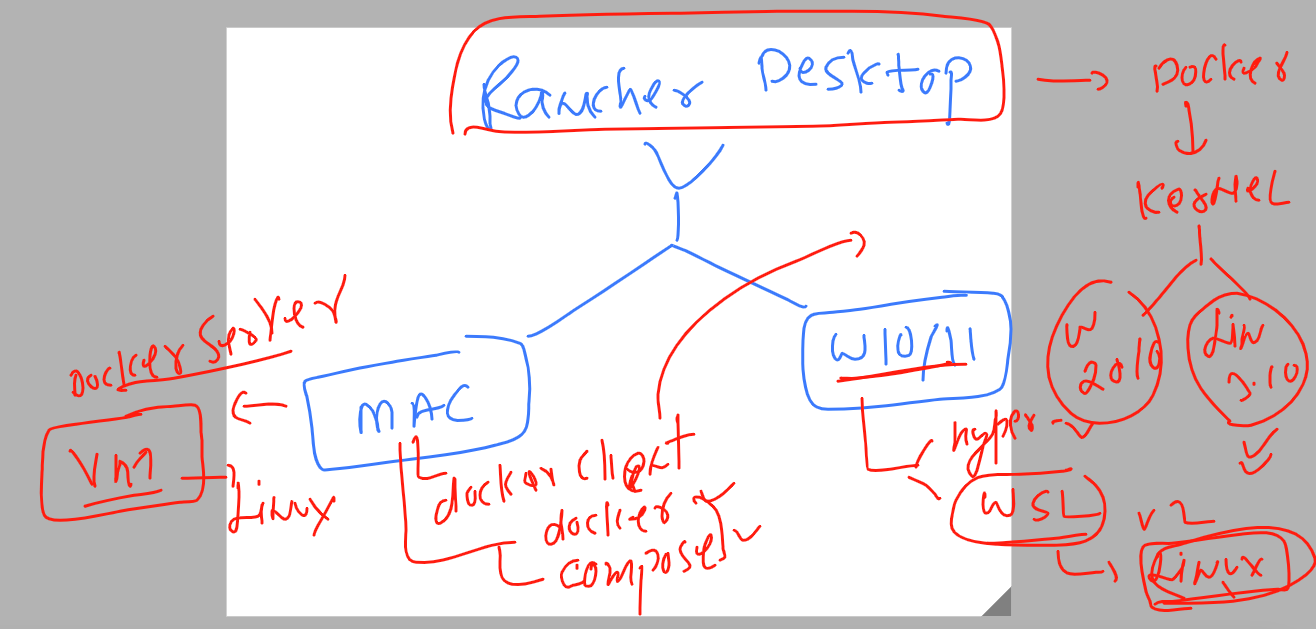 Rancher Desktop
Docker
Kernel
W
2010
Lin
3.10
Docker Server
MAC
W10/11
VM
Linux
docker client
docker
compose
hyper-v
WSL
v2
Linux